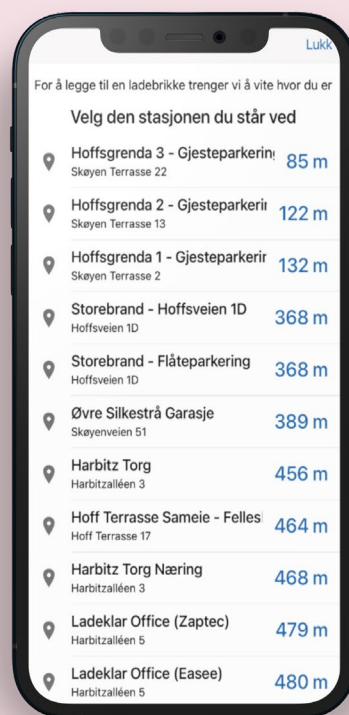 Lukk
For å legge til en ladebrikke trenger vi å vite hvor du er
Velg den stasjonen du står ved
Hoffsgrenda 3 - Gjesteparkering 85 m
Skøyen Terrasse 22
Hoffsgrenda 2 - Gjesteparkerir 122 m
Skøyen Terrasse 13
Hoffsgrenda 1 - Gjesteparkerir 132 m
Skøyen Terrasse 2
Storebrand - Hoffsveien 1D 368 m
Hoffsveien 1D
Storebrand - Flåteparkering 368 m
Hoffsveien 1D
Øvre Silkestrå Garasje 389 m
Skøyenveien 51
Harbitz Torg 456 m
Harbitzalléen 3
Hoff Terrasse Sameie - Felles 464 m
Hoff Terrasse 17
Harbitz Torg Næring 468 m
Harbitzalléen 3
Ladeklar Office (Zaptec) 479 m
Harbitzalléen 5
Ladeklar Office (Easee) 480 m
Harbitzalléen 5